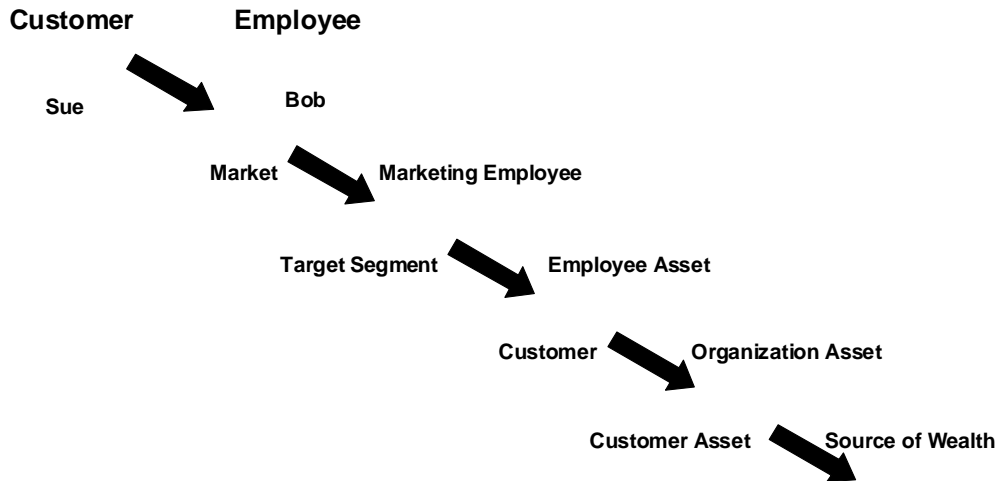 Customer Employee
Sue Bob
Market Marketing Employee
Target Segment Employee Asset
Customer Organization Asset
Customer Asset Source of Wealth